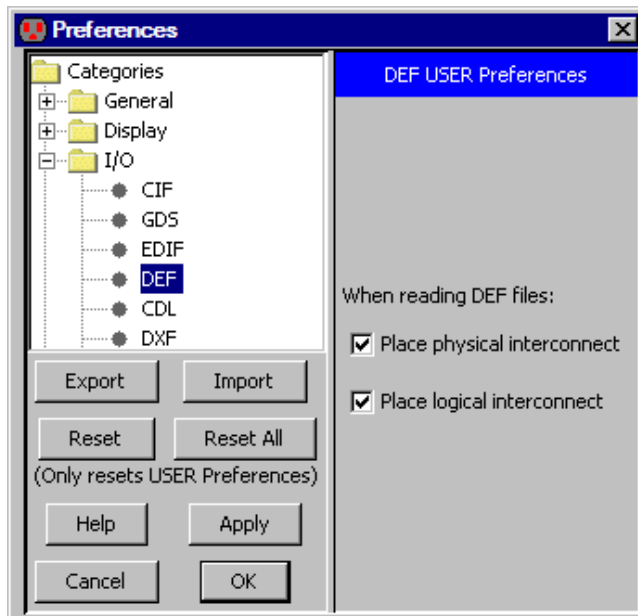 Preferences
Categories
General
Display
I/O
CIF
GDS
EDIF
DEF
CDL
DXF
Export Import
Reset Reset All
(Only resets USER Preferences)
Help Apply
Cancel OK
DEF USER Preferences
When reading DEF files:
Place physical interconnect
Place logical interconnect